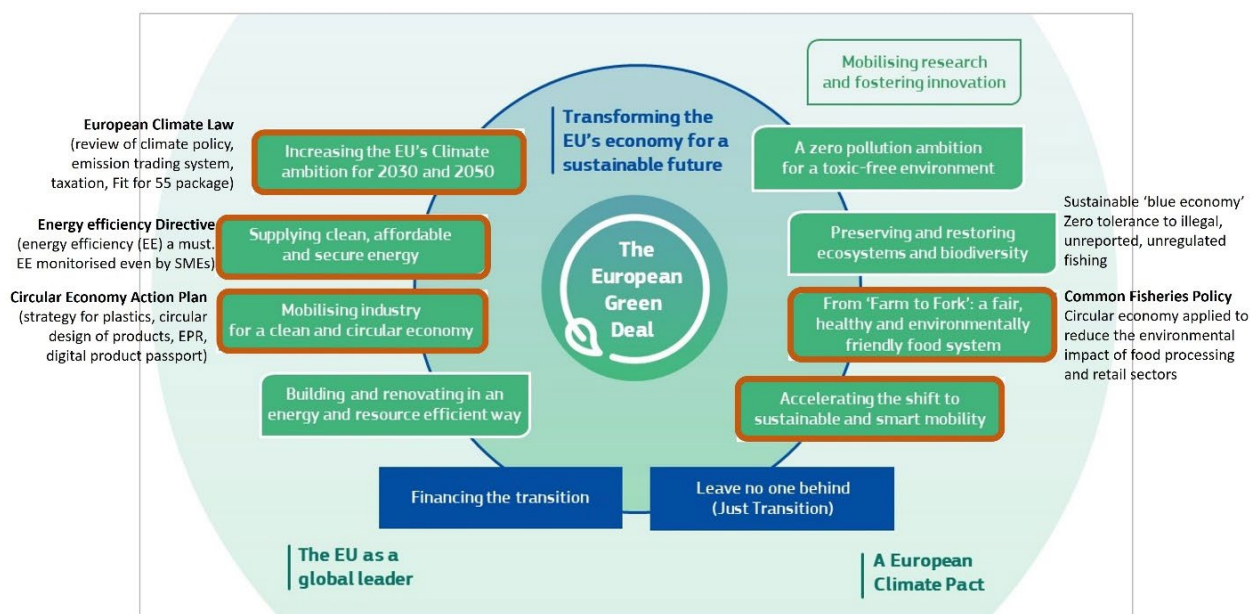 Mobilising research
and fostering innovation
Transforming the
EU's economy for a
sustainable future
European Climate Law
(review of climate policy,
emission trading system,
taxation, Fit for 55 package)
Increasing the EU's Climate
ambition for 2030 and 2050
A zero pollution ambition
for a toxic-free environment
Energy efficiency Directive
(energy efficiency (EE) a must.
EE monitorised even by SMEs)
Supplying clean, affordable
and secure energy
Preserving and restoring
ecosystems and biodiversity
Sustainable ‘blue economy’
Zero tolerance to illegal,
unreported, unregulated
fishing
The
European
Green
Deal
Circular Economy Action Plan
(strategy for plastics, circular
design of products, EPR,
digital product passport)
Mobilising industry
for a clean and circular economy
From ‘Farm to Fork’: a fair,
healthy and environmentally
friendly food system
Common Fisheries Policy
Circular economy applied to
reduce the environmental
impact of food processing
and retail sectors
Building and renovating in an
energy and resource efficient way
Accelerating the shift to
sustainable and smart mobility
Financing the transition
Leave no one behind
(Just Transition)
The EU as a
global leader
A European
Climate Pact